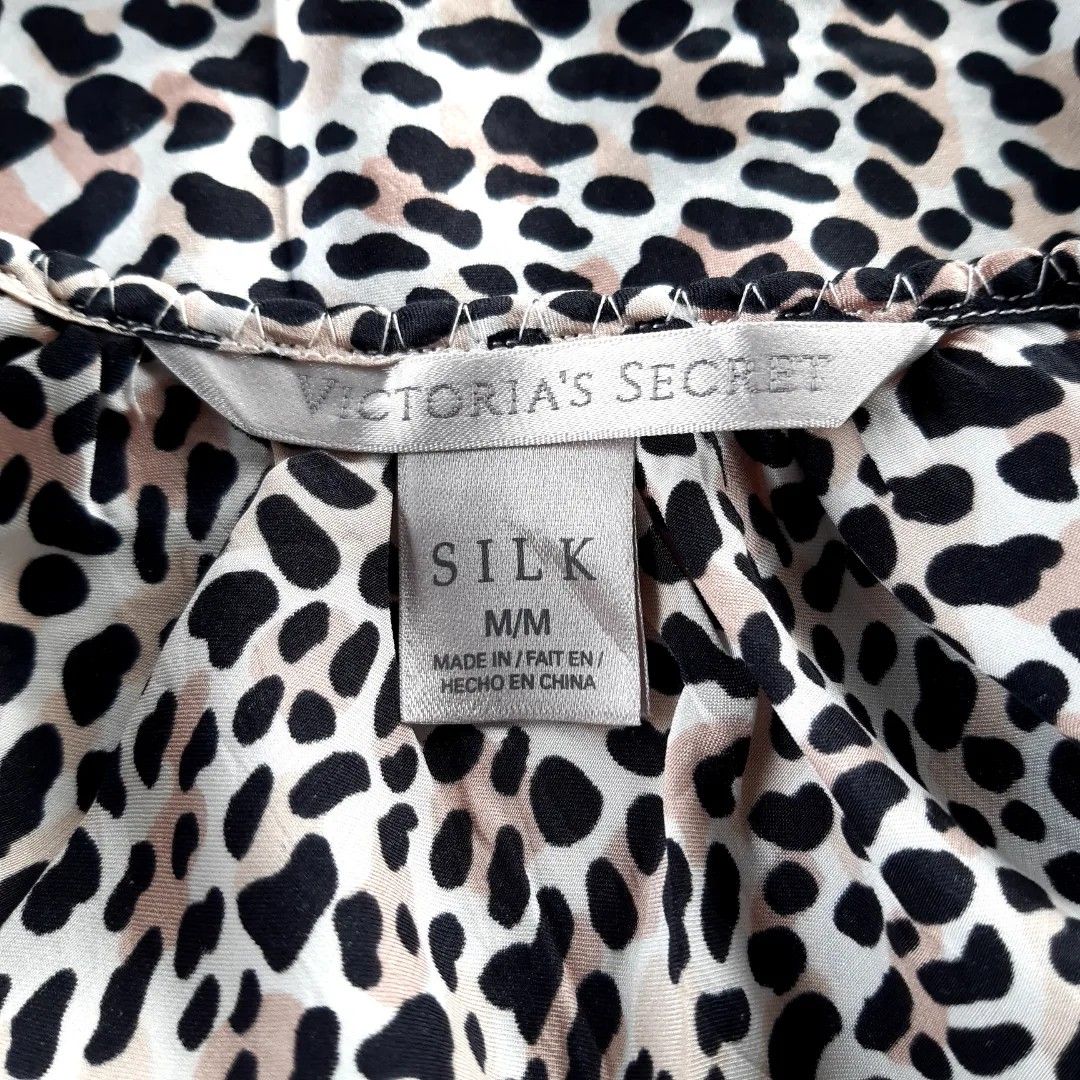 VICTORIA'S SECRET
SILK
M/M
MADE IN / FAIT EN /
HECHO EN CHINA